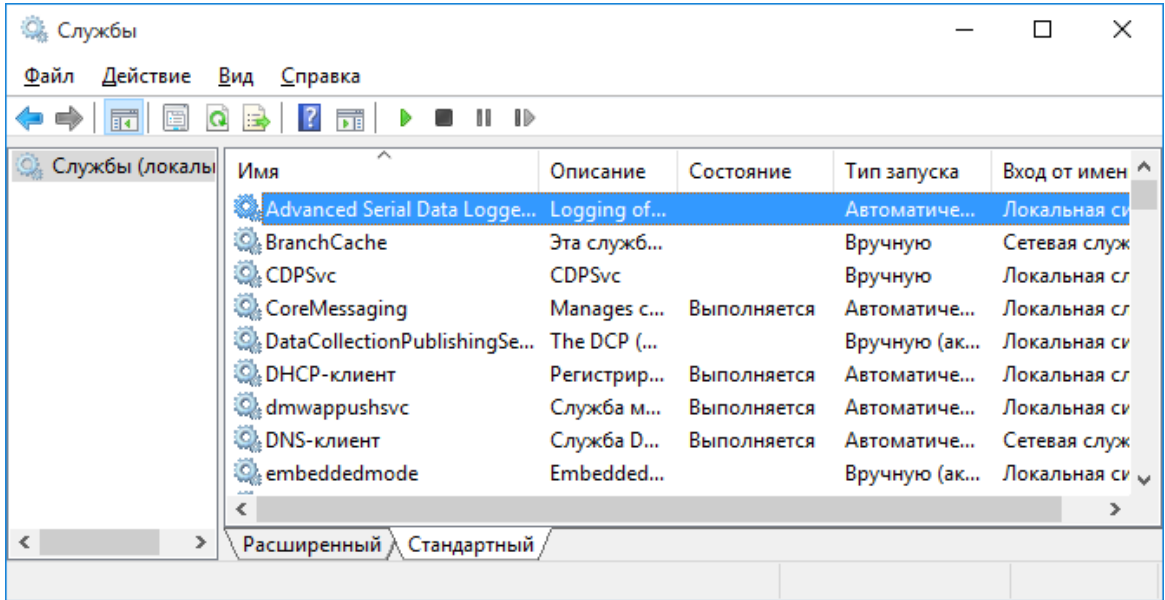 Службы
Файл Действие Вид Справка
Службы (локалы
Имя Описание Состояние Тип запуска Вход от имен
Advanced Serial Data Logge... Logging of... Автоматиче... Локальная си
BranchCache Эта служб... Вручную Сетевая служ
CDPSvc CDPSvc Вручную Локальная сл
CoreMessaging Manages c... Выполняется Автоматиче... Локальная сл
DataCollectionPublishingSe... The DCP (... Вручную (ак... Локальная си
DHCP-клиент Регистрир... Выполняется Автоматиче... Локальная сл
dmwappushsvc Служба м... Выполняется Автоматиче... Локальная си
DNS-клиент Служба D... Выполняется Автоматиче... Сетевая служ
embeddedmode Embedded... Вручную (ак... Локальная си
Расширенный Стандартный